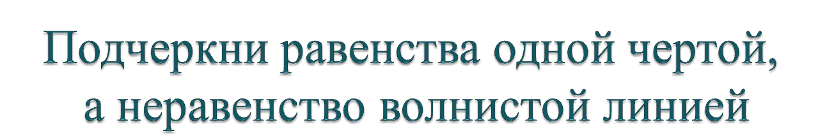 Подчеркни равенства одной чертой,
а неравенство волнистой линией